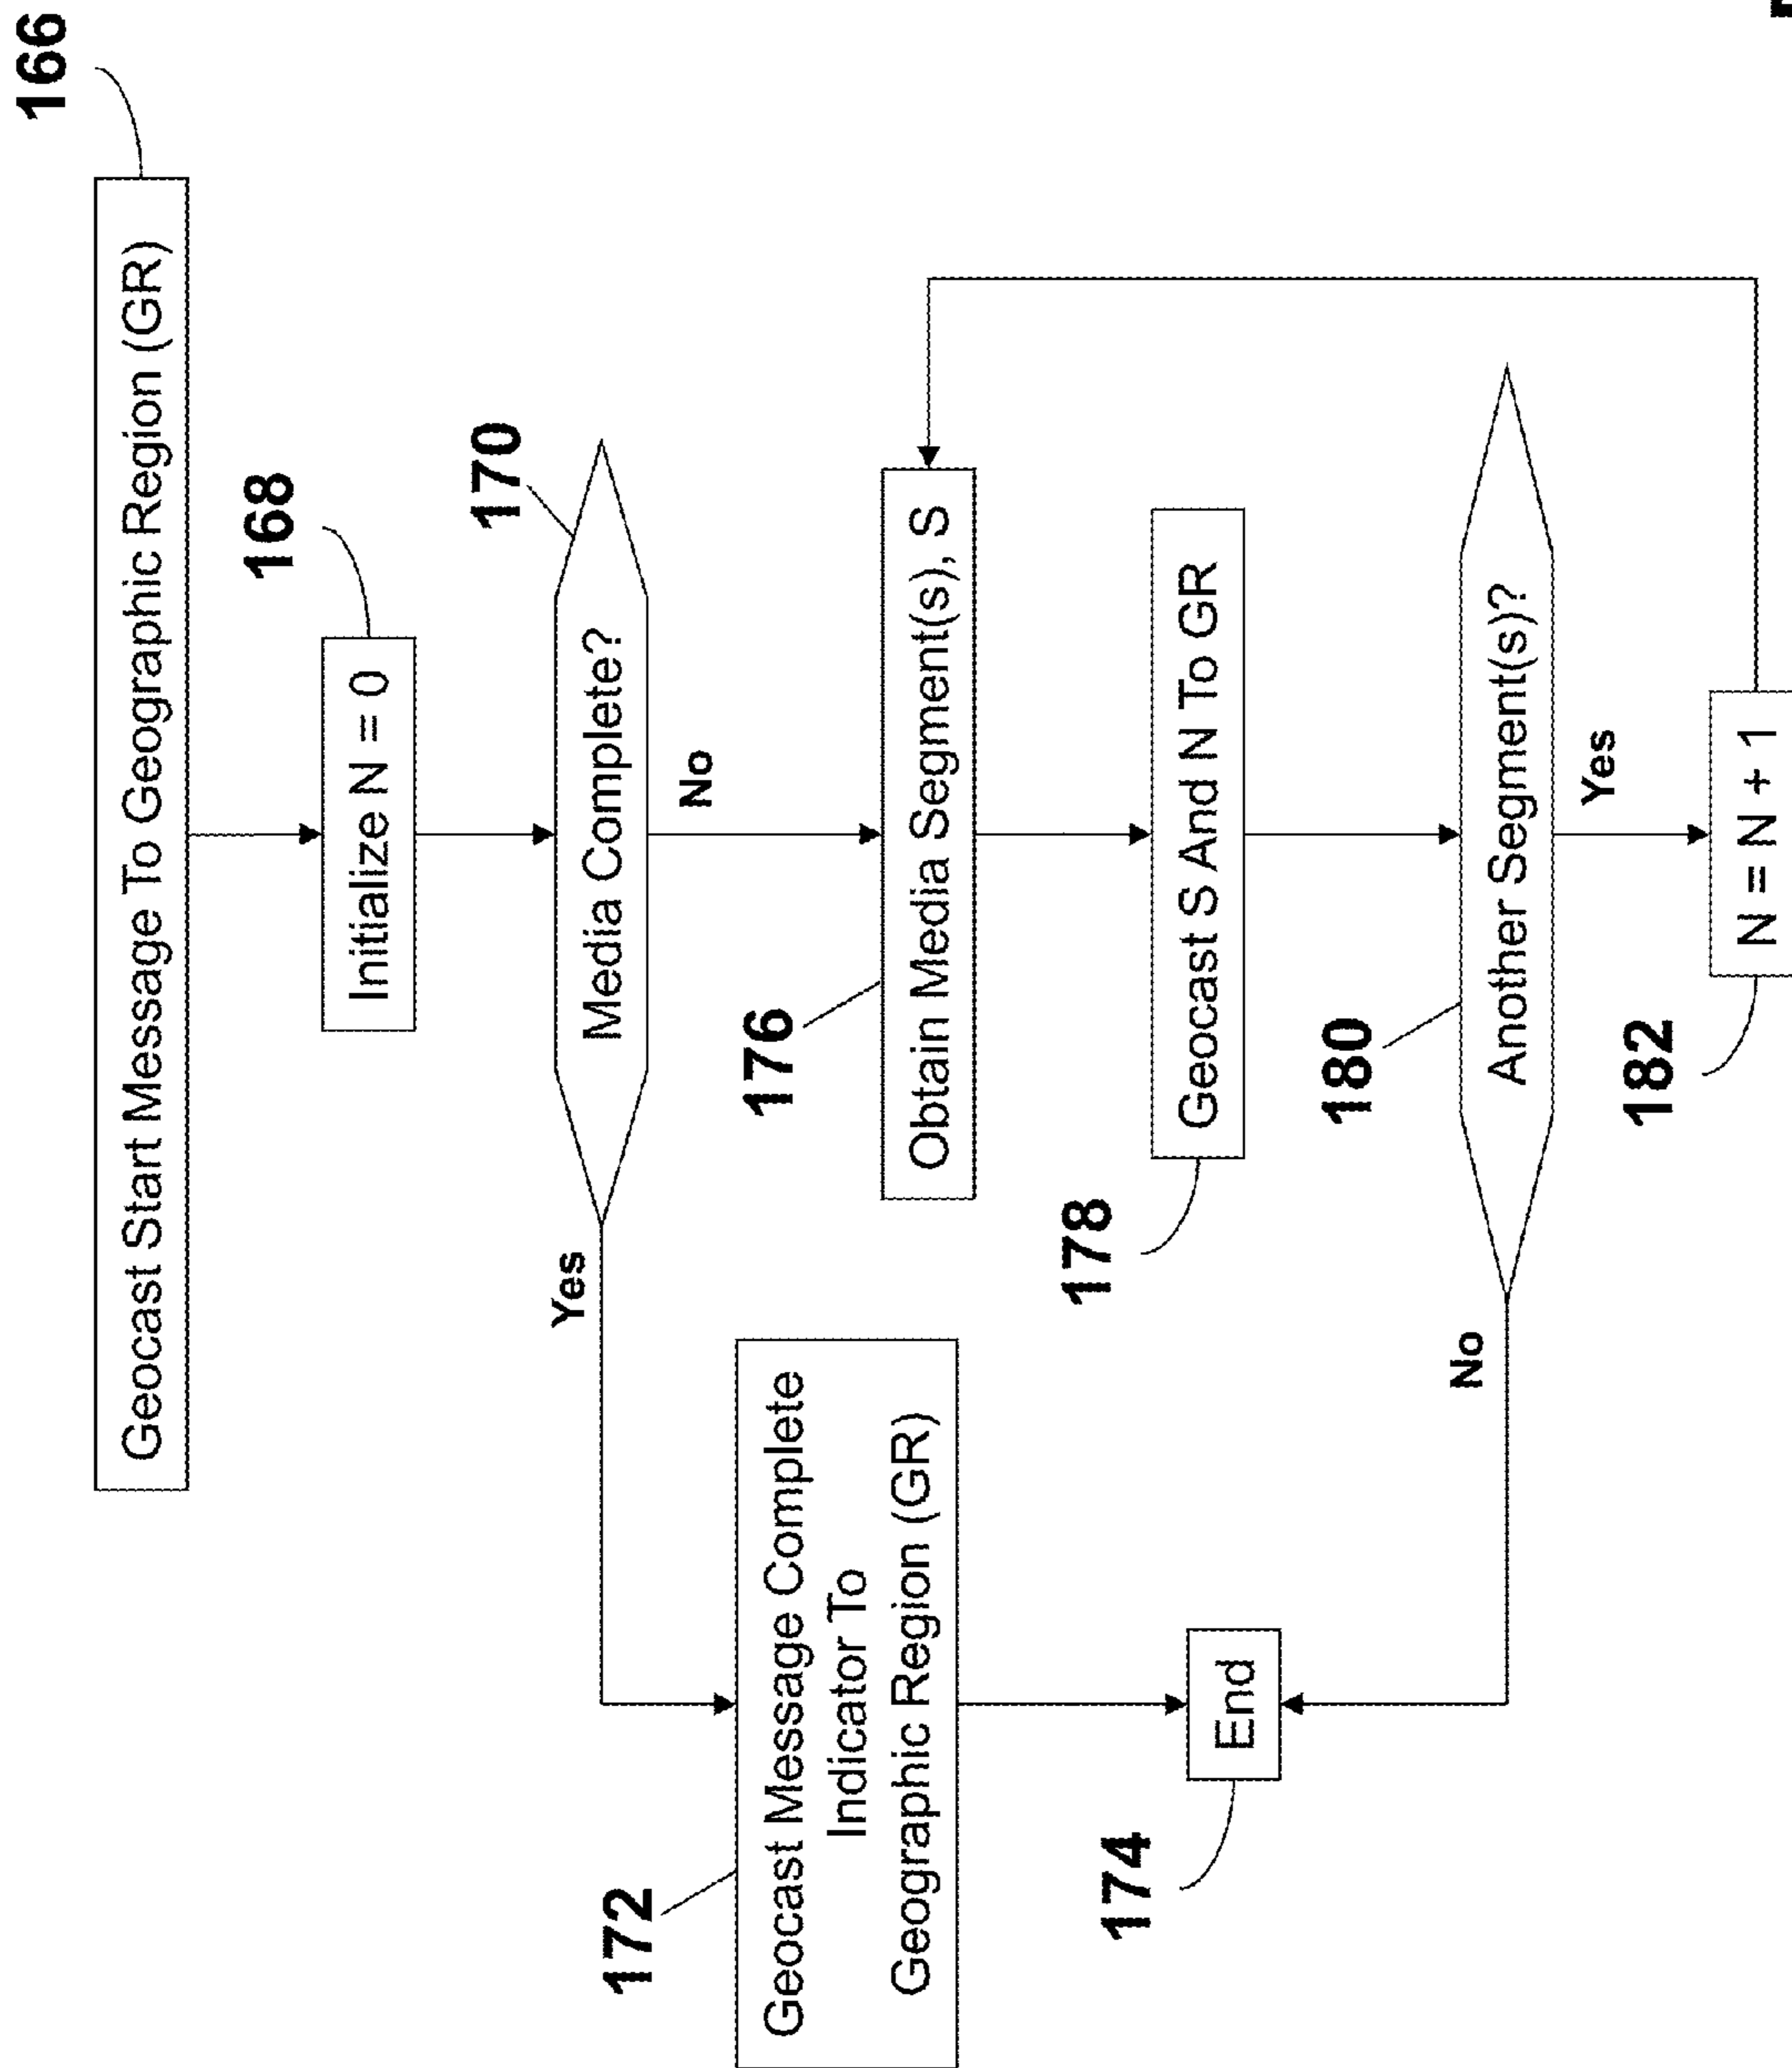 166
Geocast Start Message To Geographic Region (GR)
168
Initialize N = 0
170
Media Complete?
Yes
No
172
Geocast Message Complete
Indicator To
Geographic Region (GR)
176
Obtain Media Segment(s), S
178
Geocast S And N To GR
174
End
180
Another Segment(s)?
No
Yes
182
N = N + 1